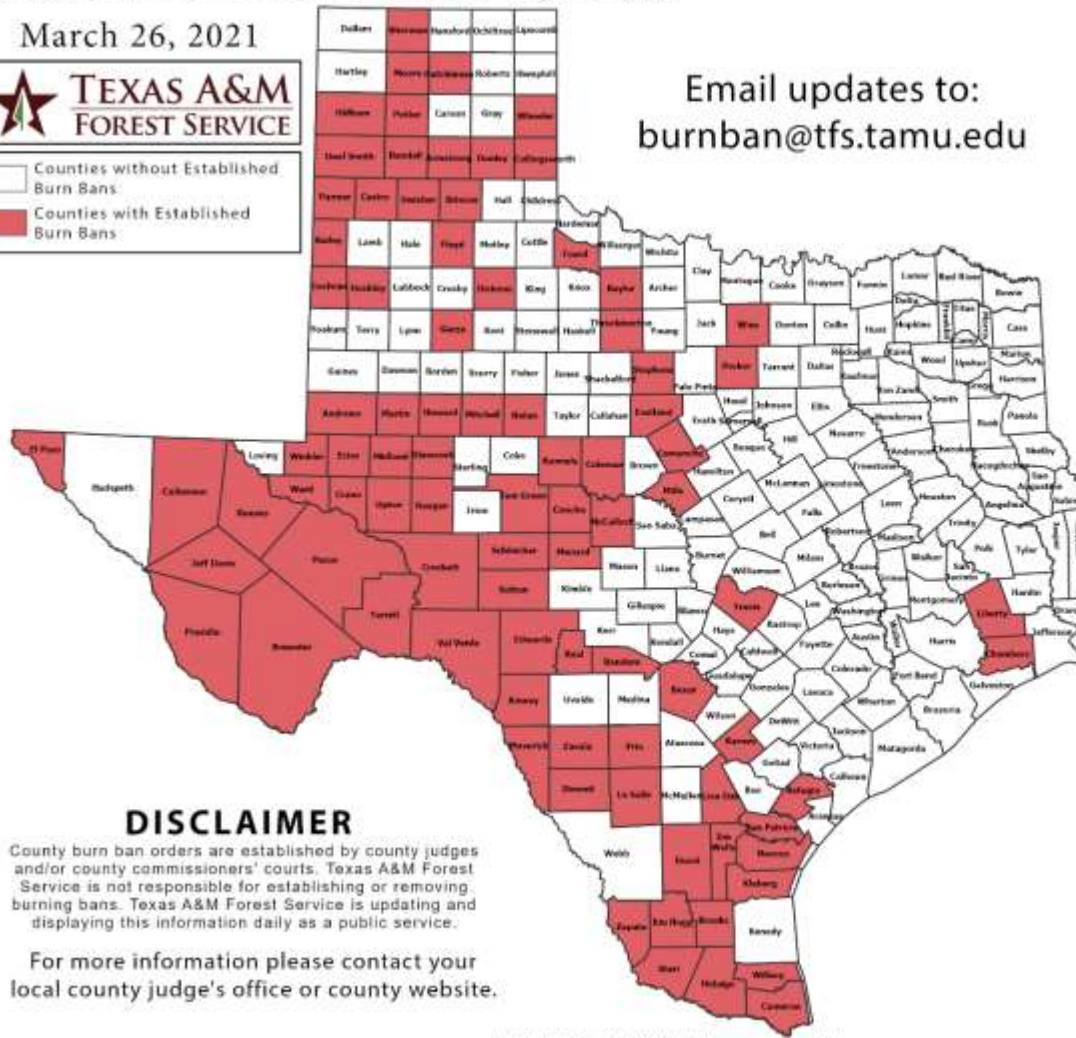 March 26, 2021
TEXAS A&M
FOREST SERVICE
Counties without Established
Burn Bans
Counties with Established
Burn Bans
Email updates to:
burnban@tfs.tamu.edu
Dallam Sherman Hansford Ochiltree Lipscomb
Hartley Moore Hutchinson Roberts Hemphill
Oldham Potter Carson Gray Wheeler
Deaf Smith Randall Armstrong Donley Collingsworth
Parmer Castro Swisher Briscoe Hall Childress
Hardeman
Bailey Lamb Hale Floyd Motley Cottle Foard Wilbarger Wichita
Clay Montague Cooke Grayson Fannin Lamar Red River Bowie
Cochran Hockley Lubbock Crosby Dickens King Knox Baylor Archer
Jack Wise Denton Collin Hunt Delta Hopkins Franklin Titus Morris Camp Cass
Yoakum Terry Lynn Garza Kent Stonewall Haskell Throckmorton Young
Rockwall Rains Wood Upshur Marion
Gaines Dawson Borden Scurry Fisher Jones Shackelford Stephens Palo Pinto Parker Tarrant Dallas Kaufman Van Zandt Smith Gregg Harrison
Andrews Martin Howard Mitchell Nolan Taylor Callahan Eastland Erath Hood Somervell Johnson Ellis Henderson Rusk Panola
El Paso Hudspeth Culberson Loving Winkler Ector Midland Glasscock Sterling Coke Runnels Coleman Brown Comanche Hamilton Bosque Hill Navarro Anderson Cherokee Nacogdoches Shelby
San Augustine
Reeves Ward Crane Upton Reagan Irion Tom Green Concho McCulloch San Saba Mills Lampasas Coryell McLennan Limestone Freestone Leon Houston Angelina
Jeff Davis Pecos Crockett Schleicher Menard Mason Llano Burnet Bell Falls Robertson Madison Trinity Polk Tyler Jasper
Presidio Brewster Terrell Sutton Kimble Gillespie Blanco Williamson Milam Brazos Burleson Grimes Walker San Jacinto Hardin
Val Verde Edwards Real Kerr Kendall Bandera Hays Travis Bastrop Lee Washington Montgomery Liberty Orange
Comal Caldwell Fayette Austin Waller Harris Chambers Jefferson
Kinney Uvalde Medina Bexar Guadalupe Gonzales Lavaca Colorado Fort Bend Galveston
Wilson DeWitt Wharton Brazoria
Maverick Zavala Frio Atascosa Karnes Victoria Jackson Matagorda
Goliad Calhoun
Dimmit La Salle McMullen Live Oak Bee Refugio Aransas
Webb Duval Jim Wells San Patricio Nueces
Kleberg
Zapata Jim Hogg Brooks Kenedy
Starr Hidalgo Willacy
Cameron
DISCLAIMER
County burn ban orders are established by county judges
and/or county commissioners' courts. Texas A&M Forest
Service is not responsible for establishing or removing
burning bans. Texas A&M Forest Service is updating and
displaying this information daily as a public service.
For more information please contact your
local county judge's office or county website.